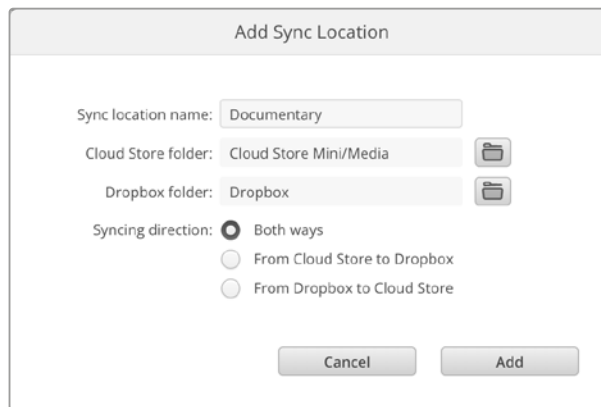 Add Sync Location
Sync location name: Documentary
Cloud Store folder: Cloud Store Mini/Media
Dropbox folder: Dropbox
Syncing direction: Both ways
From Cloud Store to Dropbox
From Dropbox to Cloud Store
Cancel Add